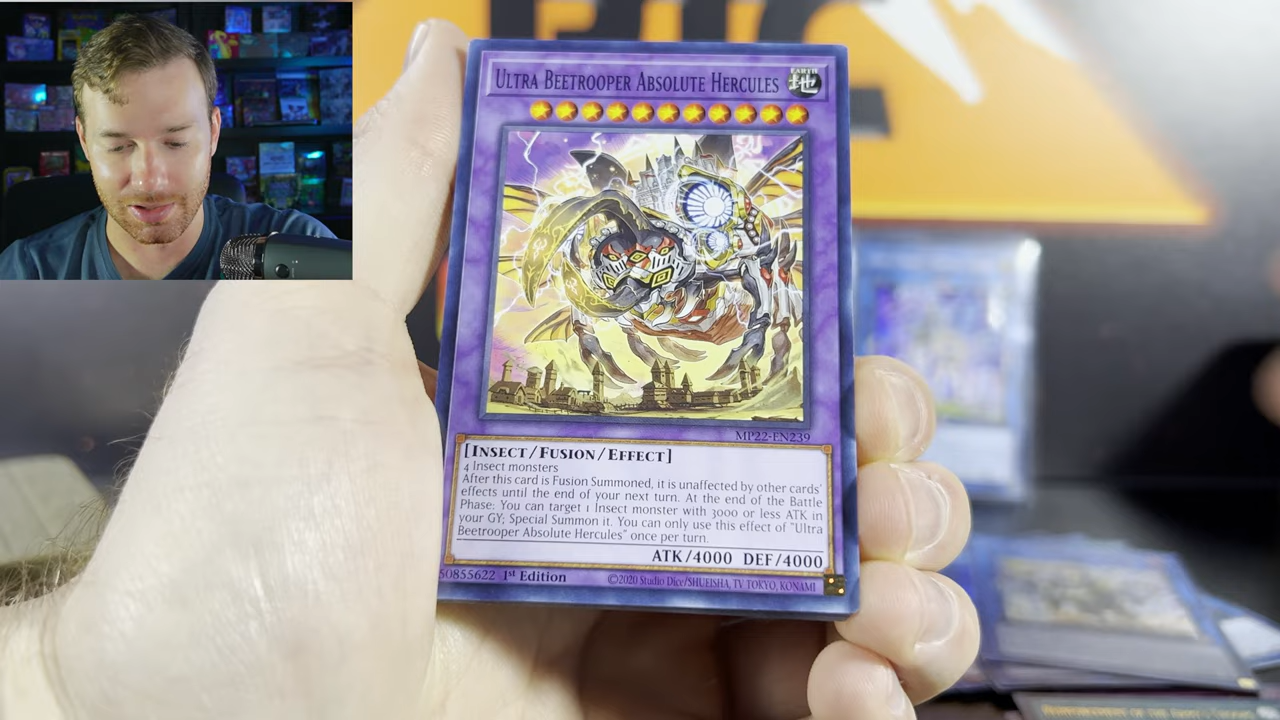 ULTRA BEETROOPER ABSOLUTE HERCULES
EARTH
地
MP22-EN239
[INSECT/FUSION/EFFECT]
4 Insect monsters
After this card is Fusion Summoned, it is unaffected by other cards'
effects until the end of your next turn. At the end of the Battle
Phase: You can target 1 Insect monster with 3000 or less ATK in
your GY; Special Summon it. You can only use this effect of "Ultra
Beetrooper Absolute Hercules" once per turn.
ATK/4000 DEF/4000
50855622 1st Edition
©2020 Studio Dice/SHUEISHA, TV TOKYO, KONAMI